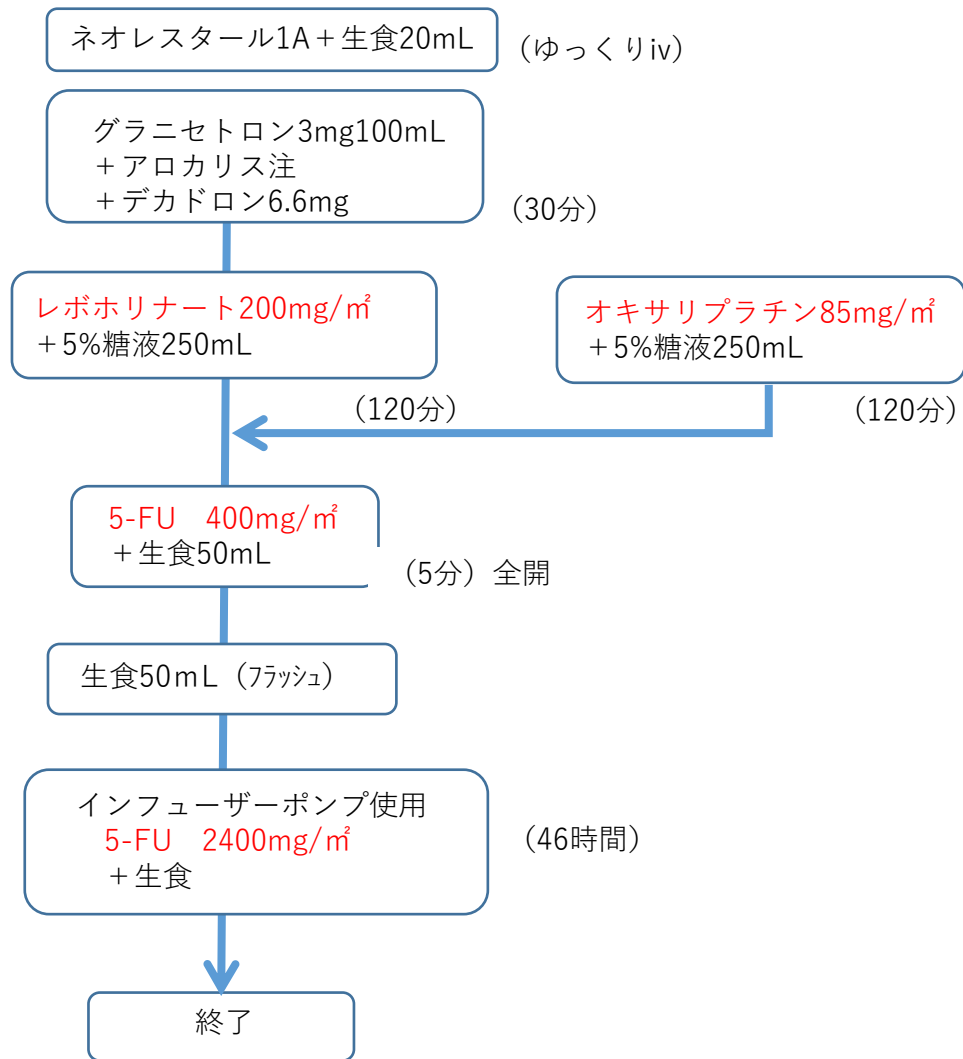 ネオレスタール1A+生食20mL
(ゆっくりiv)
グラニセトロン3mg100mL
+アロカリス注
+デカドロン6.6mg
(30分)
レボホリナート200mg/㎡
+5%糖液250mL
オキサリプラチン85mg/㎡
+5%糖液250mL
(120分)
(120分)
5-FU 400mg/㎡
+生食50mL
(5分)全開
生食50mL(フラッシュ)
インフューザーポンプ使用
5-FU 2400mg/㎡
+生食
(46時間)
終了